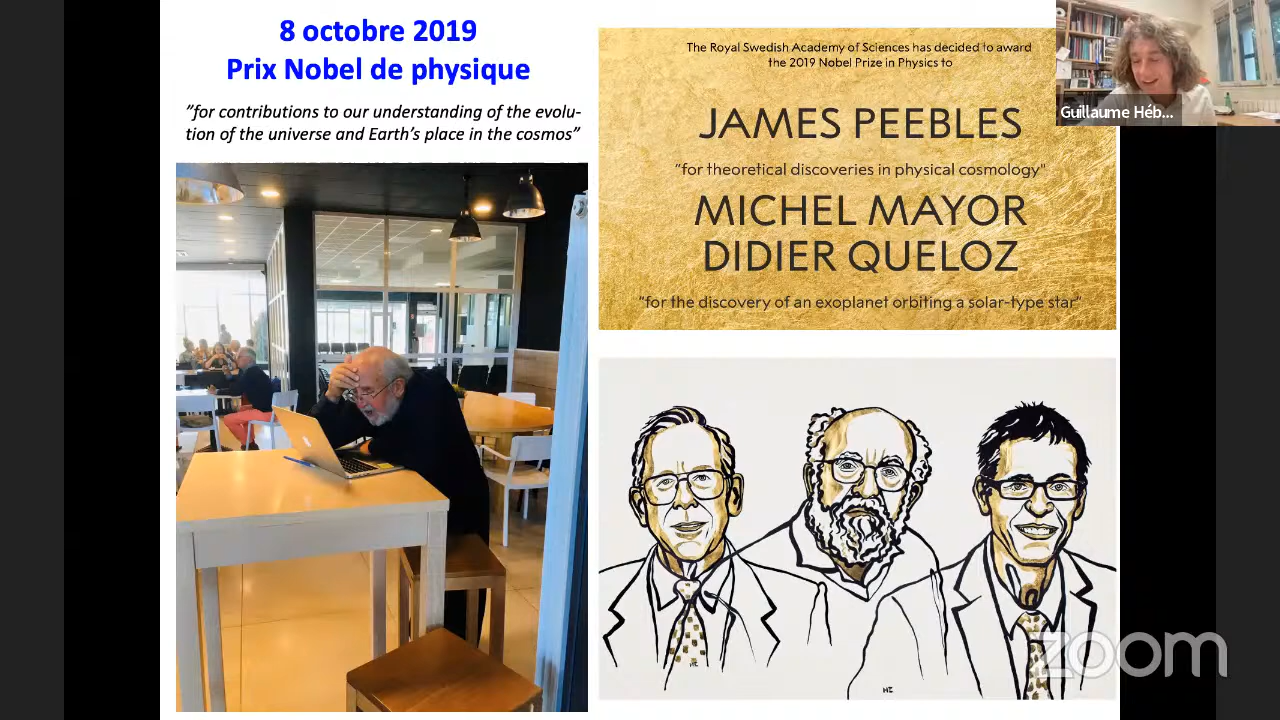 8 octobre 2019
Prix Nobel de physique
"for contributions to our understanding of the evolu-
tion of the universe and Earth's place in the cosmos"
The Royal Swedish Academy of Sciences has decided to award
the 2019 Nobel Prize in Physics to
JAMES PEEBLES
"for theoretical discoveries in physical cosmology"
MICHEL MAYOR
DIDIER QUELOZ
"for the discovery of an exoplanet orbiting a solar-type star"
Guillaume Héb...
zoom